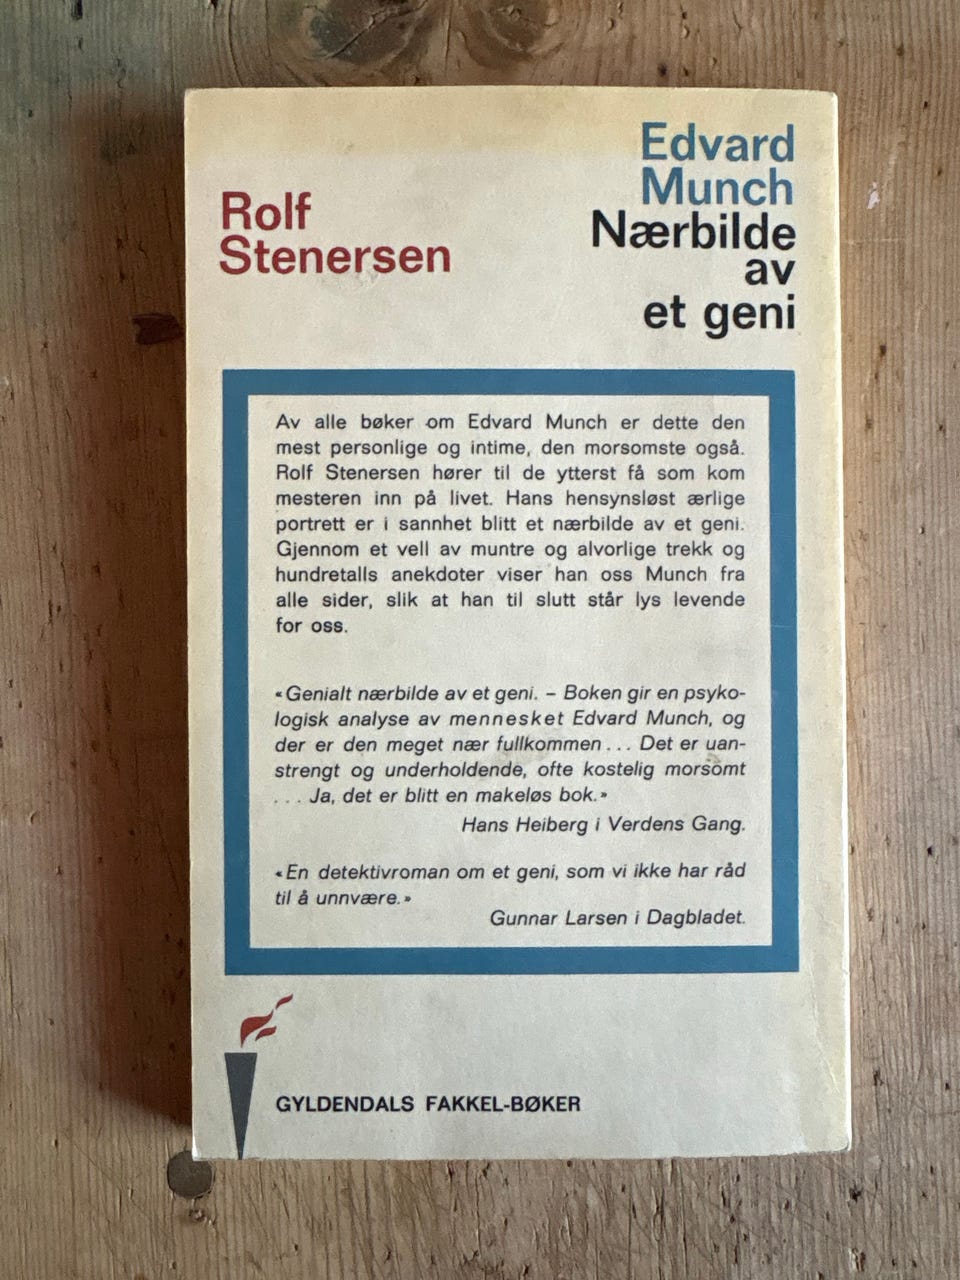 Rolf
Stenersen
Edvard
Munch
Nærbilde
av
et geni
Av alle bøker om Edvard Munch er dette den
mest personlige og intime, den morsomste også.
Rolf Stenersen hører til de ytterst få som kom
mesteren inn på livet. Hans hensynsløst ærlige
portrett er i sannhet blitt et nærbilde av et geni.
Gjennom et vell av muntre og alvorlige trekk og
hundretalls anekdoter viser han oss Munch fra
alle sider, slik at han til slutt står lys levende
for oss.
«Genialt nærbilde av et geni. – Boken gir en psyko-
logisk analyse av mennesket Edvard Munch, og
der er den meget nær fullkommen... Det er uan-
strengt og underholdende, ofte kostelig morsomt
... Ja, det er blitt en makeløs bok.»
Hans Heiberg i Verdens Gang.
«En detektivroman om et geni, som vi ikke har råd
til å unnvære.»
Gunnar Larsen i Dagbladet.
GYLDENDALS FAKKEL-BØKER